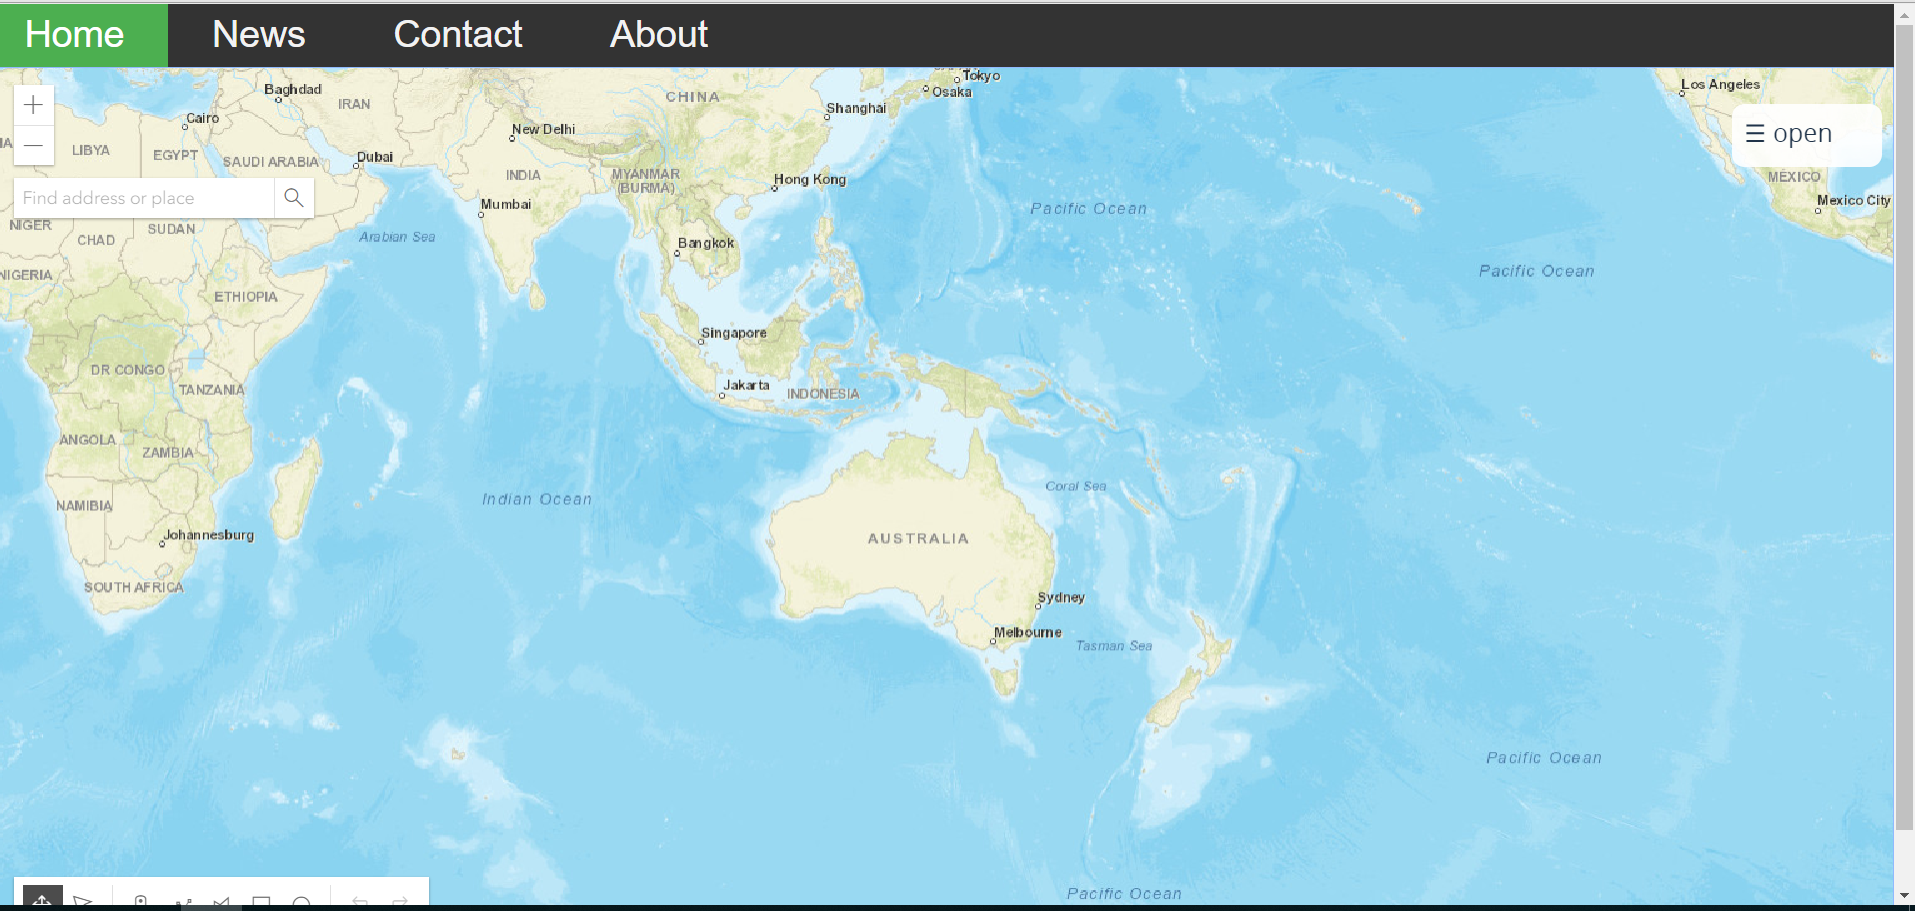 Home News Contact About
Tokyo
Osaka
Los Angeles
Baghdad
IRAN
CHINA
Shanghai
Cairo
New Delhi
☰ open
LIBYA
EGYPT
SAUDI ARABIA
Dubai
INDIA
MYANMAR
(BURMA)
Hong Kong
MÉXICO
Find address or place
Mumbai
Pacific Ocean
Mexico City
NIGER
CHAD
SUDAN
Arabian Sea
Bangkok
NIGERIA
ETHIOPIA
Pacific Ocean
Singapore
DR CONGO
TANZANIA
Jakarta
INDONESIA
ANGOLA
ZAMBIA
Coral Sea
NAMIBIA
Indian Ocean
Johannesburg
AUSTRALIA
SOUTH AFRICA
Sydney
Melbourne
Tasman Sea
Pacific Ocean
Pacific Ocean